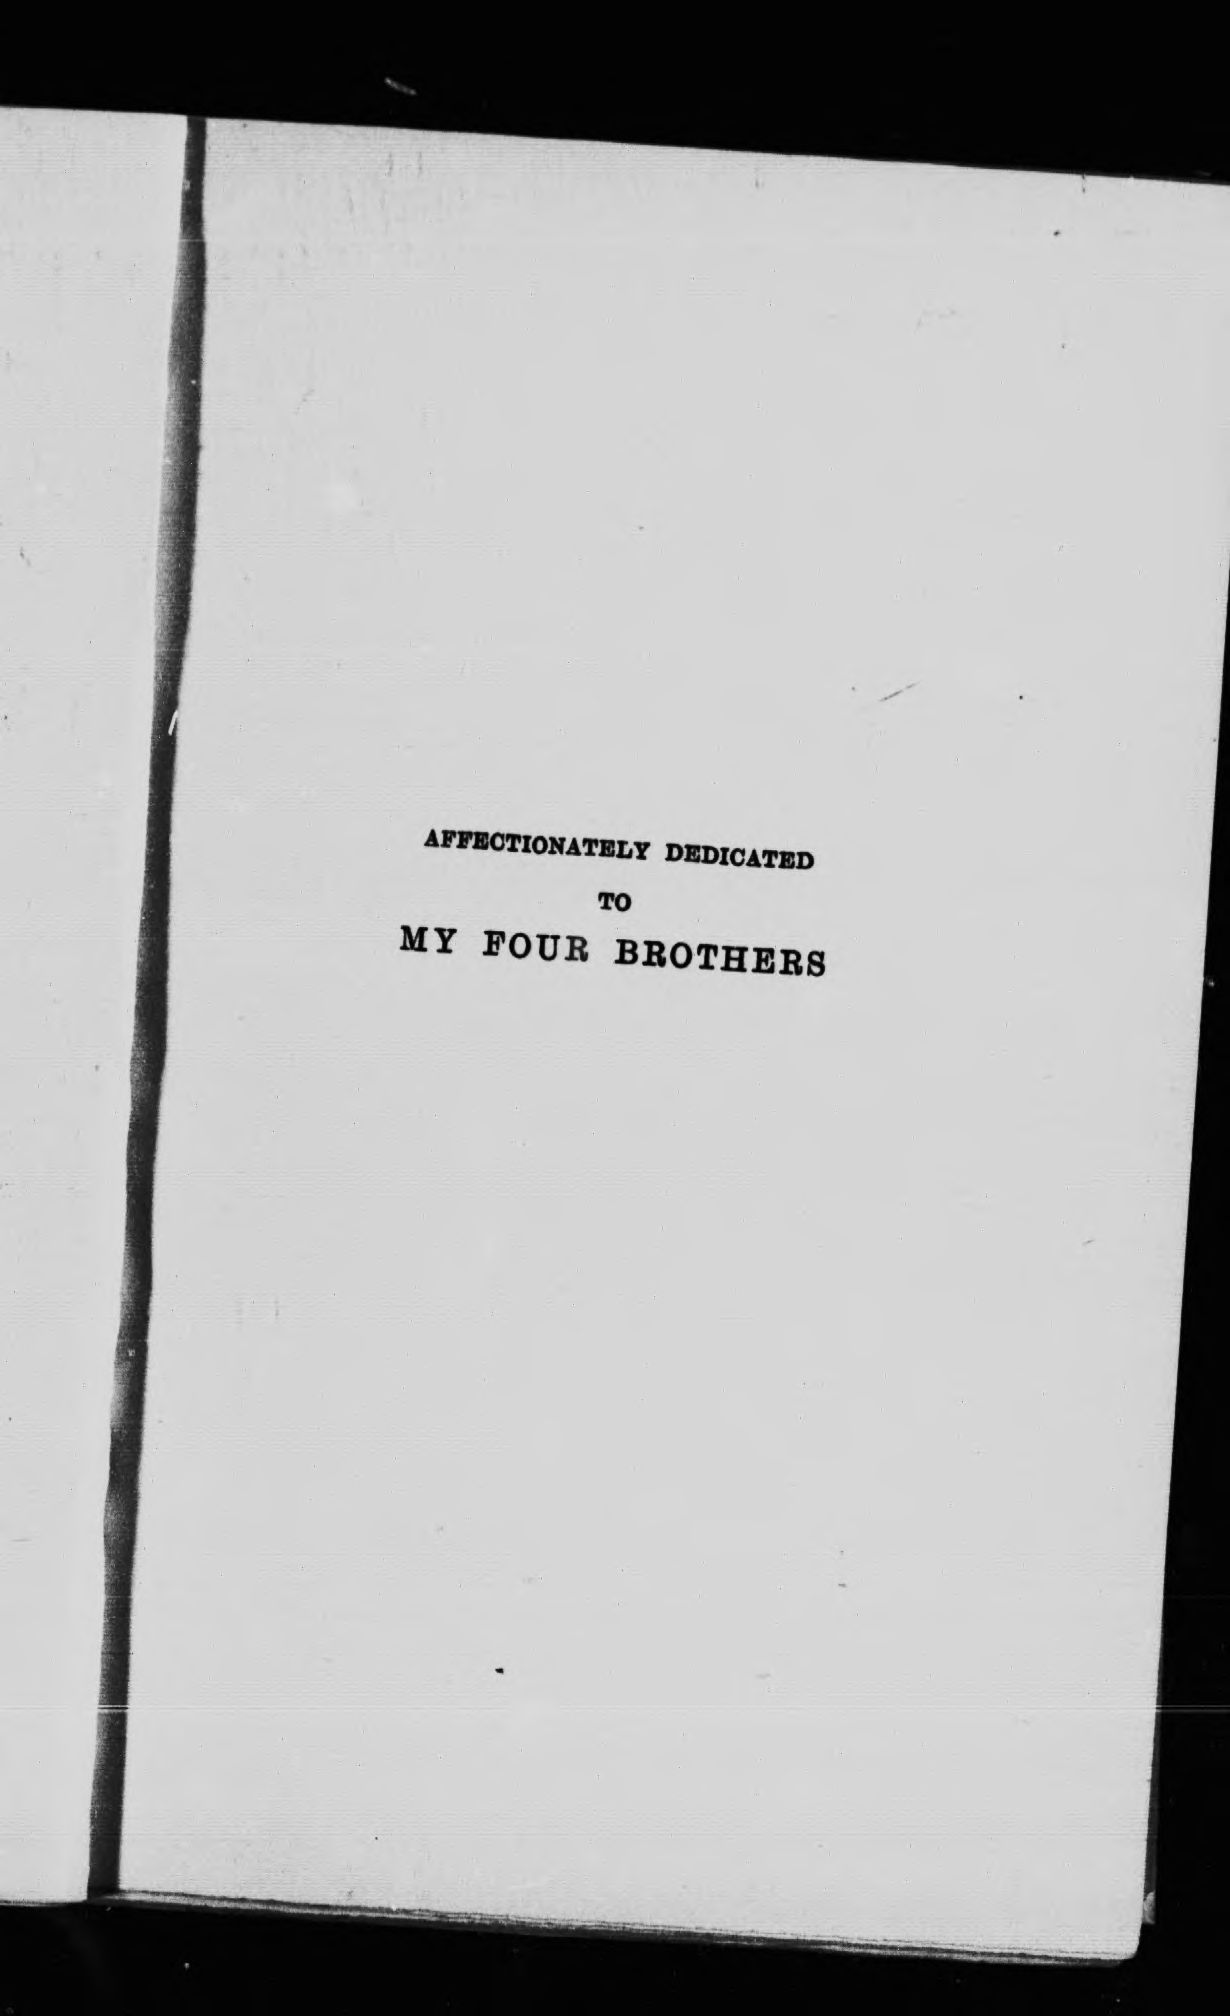 AFFECTIONATELY DEDICATED
TO
MY FOUR BROTHERS